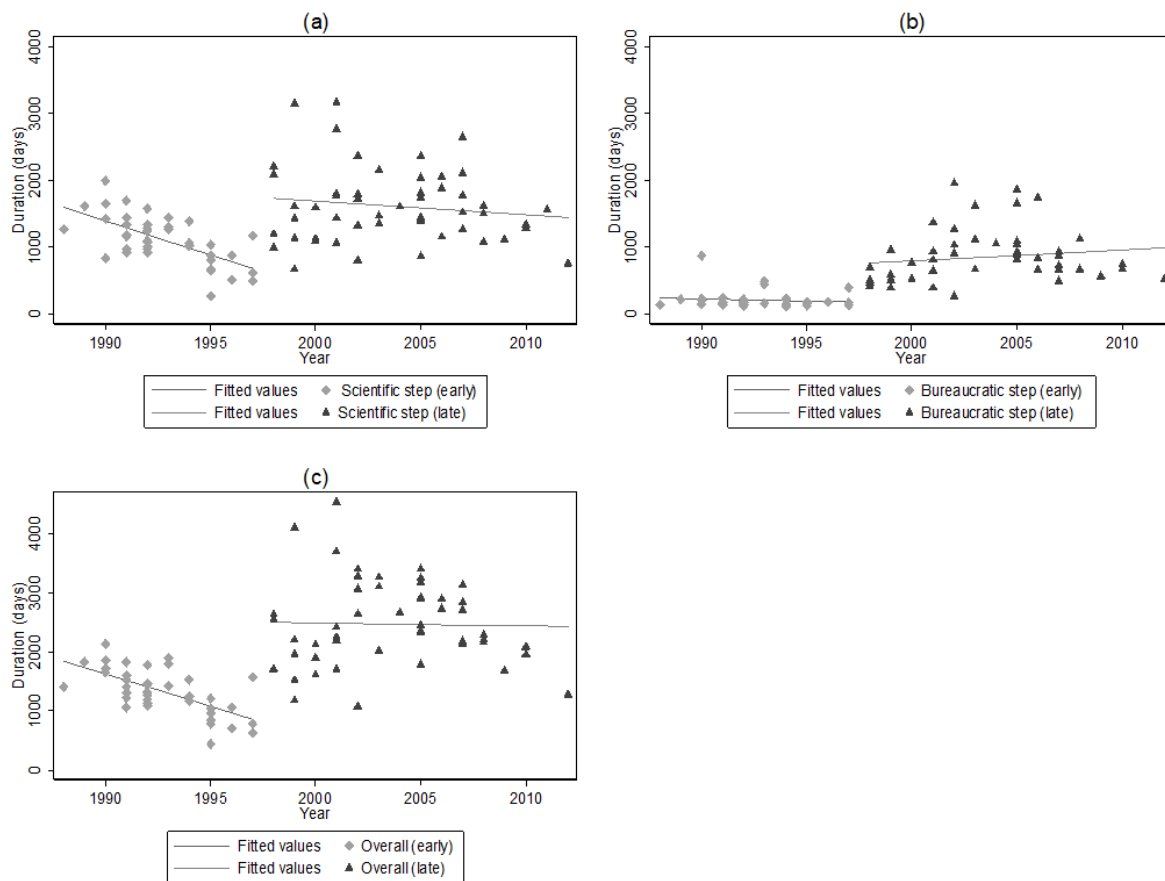 (a)
Duration (days)
4000
3000
2000
1000
0
1990 1995 2000 2005 2010
Year
Fitted values Scientific step (early)
Fitted values Scientific step (late)
(b)
Duration (days)
4000
3000
2000
1000
0
1990 1995 2000 2005 2010
Year
Fitted values Bureaucratic step (early)
Fitted values Bureaucratic step (late)
(c)
Duration (days)
4000
3000
2000
1000
0
1990 1995 2000 2005 2010
Year
Fitted values Overall (early)
Fitted values Overall (late)